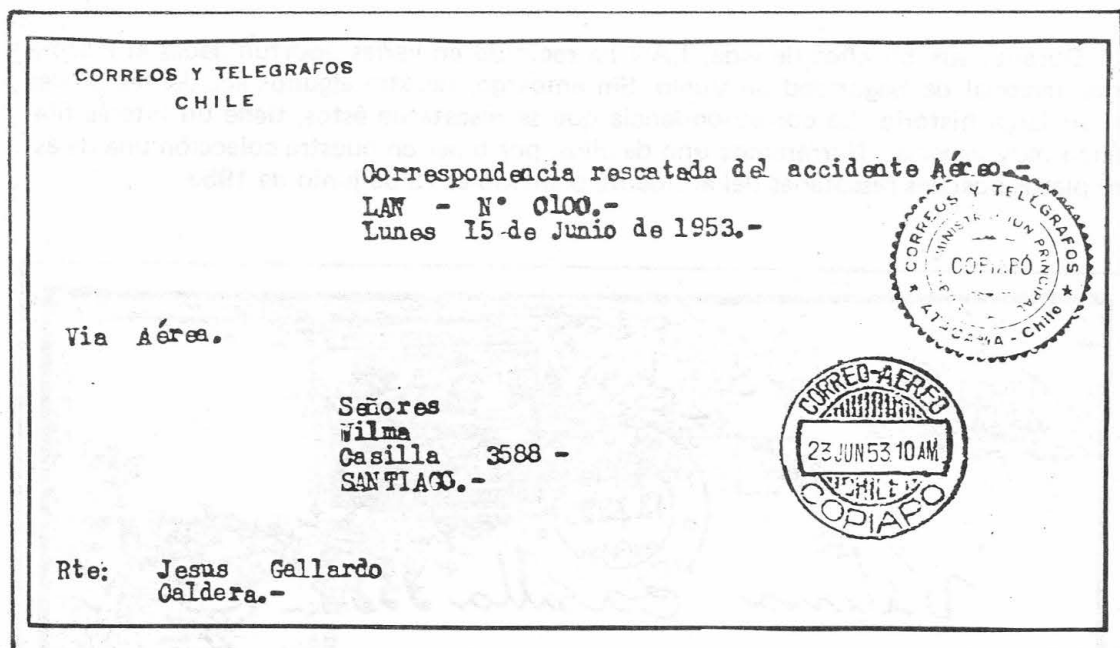 CORREOS Y TELEGRAFOS
CHILE
Correspondencia rescatada del accidente Aéreo.-
LAN - N° 0100.-
Lunes 15 de Junio de 1953.-
CORREOS Y TELEGRAFOS
PRINCIPAL
COPIAPÓ
ATACAMA - Chile
Via Aérea.
CORREO-AEREO
23 JUN 53.10 AM
CHILE
COPIAPO
Señores
Wilma
Casilla 3588 -
SANTIAGO.-
Rte: Jesus Gallardo
Caldera.-